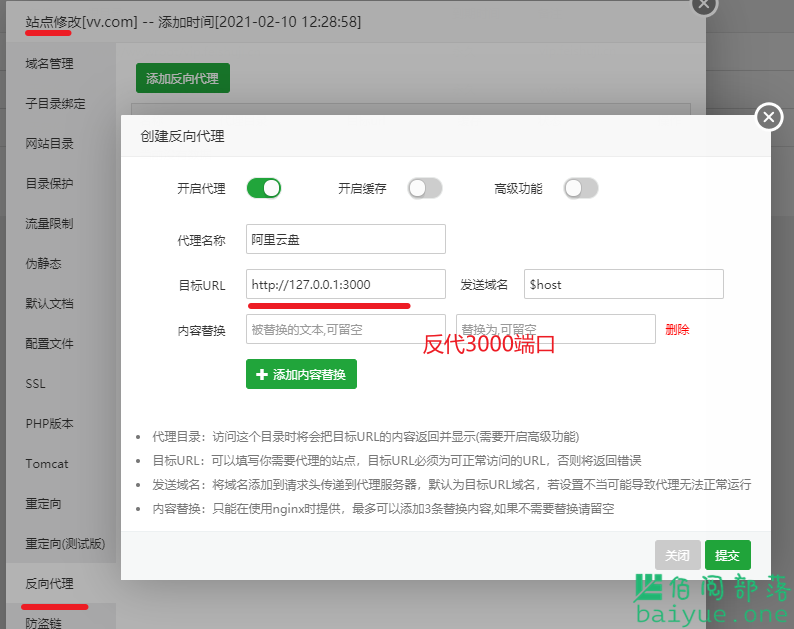 站点修改[vv.com] -- 添加时间[2021-02-10 12:28:58]
域名管理
添加反向代理
子目录绑定
网站目录
目录保护
流量限制
伪静态
默认文档
配置文件
SSL
PHP版本
Tomcat
重定向
重定向(测试版)
反向代理
防盗链
创建反向代理
开启代理 开启缓存 高级功能
代理名称 阿里云盘
目标URL http://127.0.0.1:3000 发送域名 $host
内容替换 被替换的文本,可留空 替换为,可留空 删除
反代3000端口
添加内容替换
代理目录：访问这个目录时将会把目标URL的内容返回并显示(需要开启高级功能)
目标URL：可以填写你需要代理的站点，目标URL必须为可正常访问的URL，否则将返回错误
发送域名：将域名添加到请求头传递到代理服务器，默认为目标URL域名，若设置不当可能导致代理无法正常运行
内容替换：只能在使用nginx时提供，最多可以添加3条替换内容,如果不需要替换请留空
关闭 提交
佰阅部落
baiyue.one